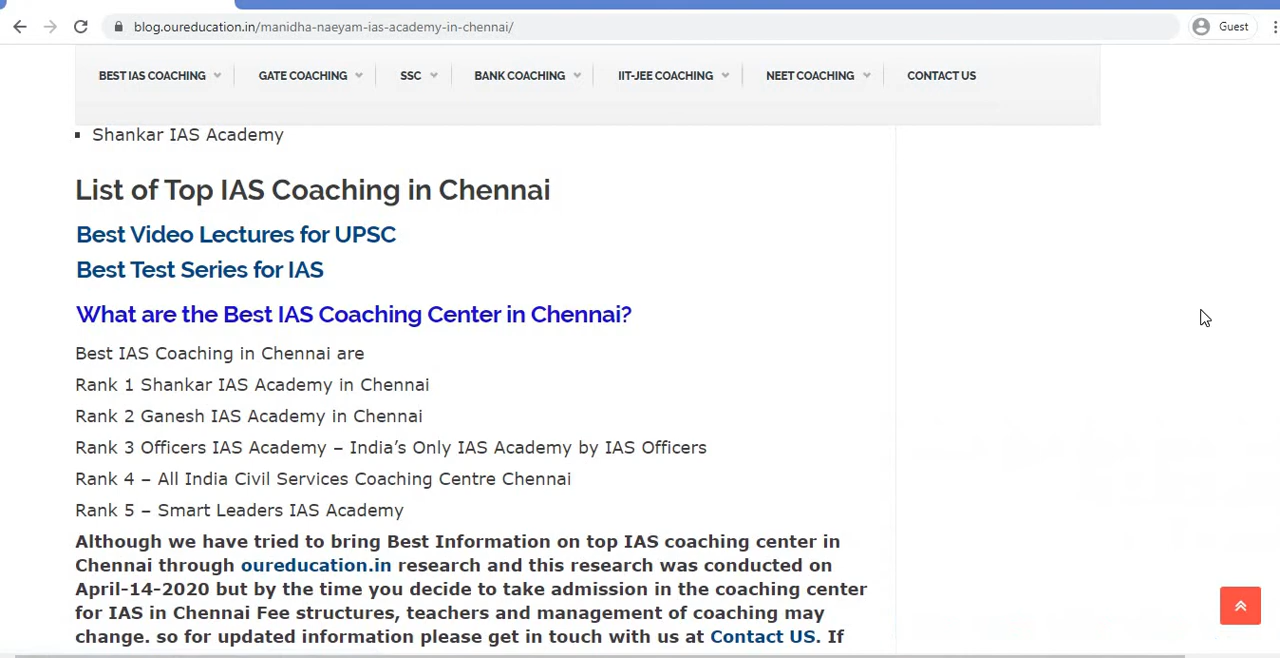 blog.oureducation.in/manidha-naeyam-ias-academy-in-chennai/
Guest
BEST IAS COACHING GATE COACHING SSC BANK COACHING IIT-JEE COACHING NEET COACHING CONTACT US
▪ Shankar IAS Academy
List of Top IAS Coaching in Chennai
Best Video Lectures for UPSC
Best Test Series for IAS
What are the Best IAS Coaching Center in Chennai?
Best IAS Coaching in Chennai are
Rank 1 Shankar IAS Academy in Chennai
Rank 2 Ganesh IAS Academy in Chennai
Rank 3 Officers IAS Academy – India’s Only IAS Academy by IAS Officers
Rank 4 – All India Civil Services Coaching Centre Chennai
Rank 5 – Smart Leaders IAS Academy
Although we have tried to bring Best Information on top IAS coaching center in
Chennai through oureducation.in research and this research was conducted on
April-14-2020 but by the time you decide to take admission in the coaching center
for IAS in Chennai Fee structures, teachers and management of coaching may
change. so for updated information please get in touch with us at Contact US. If